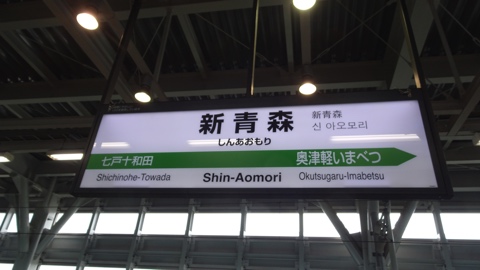 新青森
しんあおもり
新青森
신 아오모리
七戸十和田
奥津軽いまべつ
Shichinohe-Towada
Shin-Aomori
Okutsugaru-Imabetsu